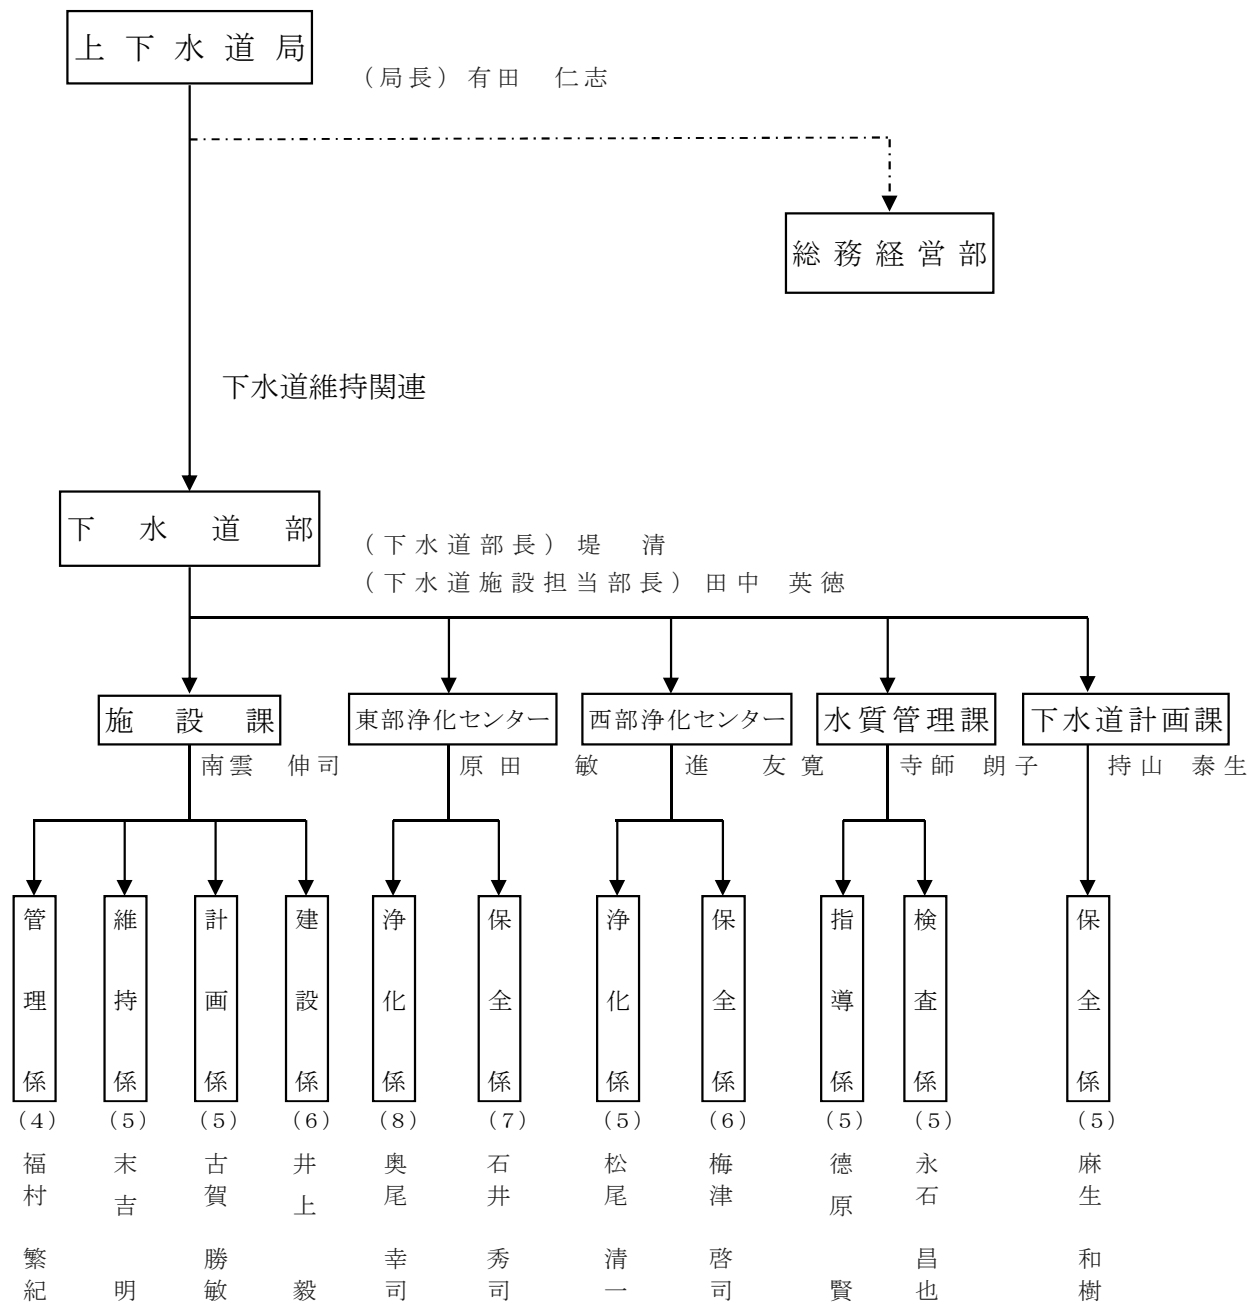 上下水道局
（局長）有田　仁志
総務経営部
下水道維持関連
下水道部
（下水道部長）堤　清
（下水道施設担当部長）田中　英徳
施設課
東部浄化センター
西部浄化センター
水質管理課
下水道計画課
南雲　伸司
原田　敏
進　友寛
寺師　朗子
持山　泰生
管理係
維持係
計画係
建設係
浄化係
保全係
浄化係
保全係
指導係
検査係
保全係
（4）
（5）
（5）
（6）
（8）
（7）
（5）
（6）
（5）
（5）
（5）
福村　繁紀
末吉　明
古賀　勝敏
井上　毅
奥尾　幸司
石井　秀司
松尾　清一
梅津　啓司
德原　賢
永石　昌也
麻生　和樹